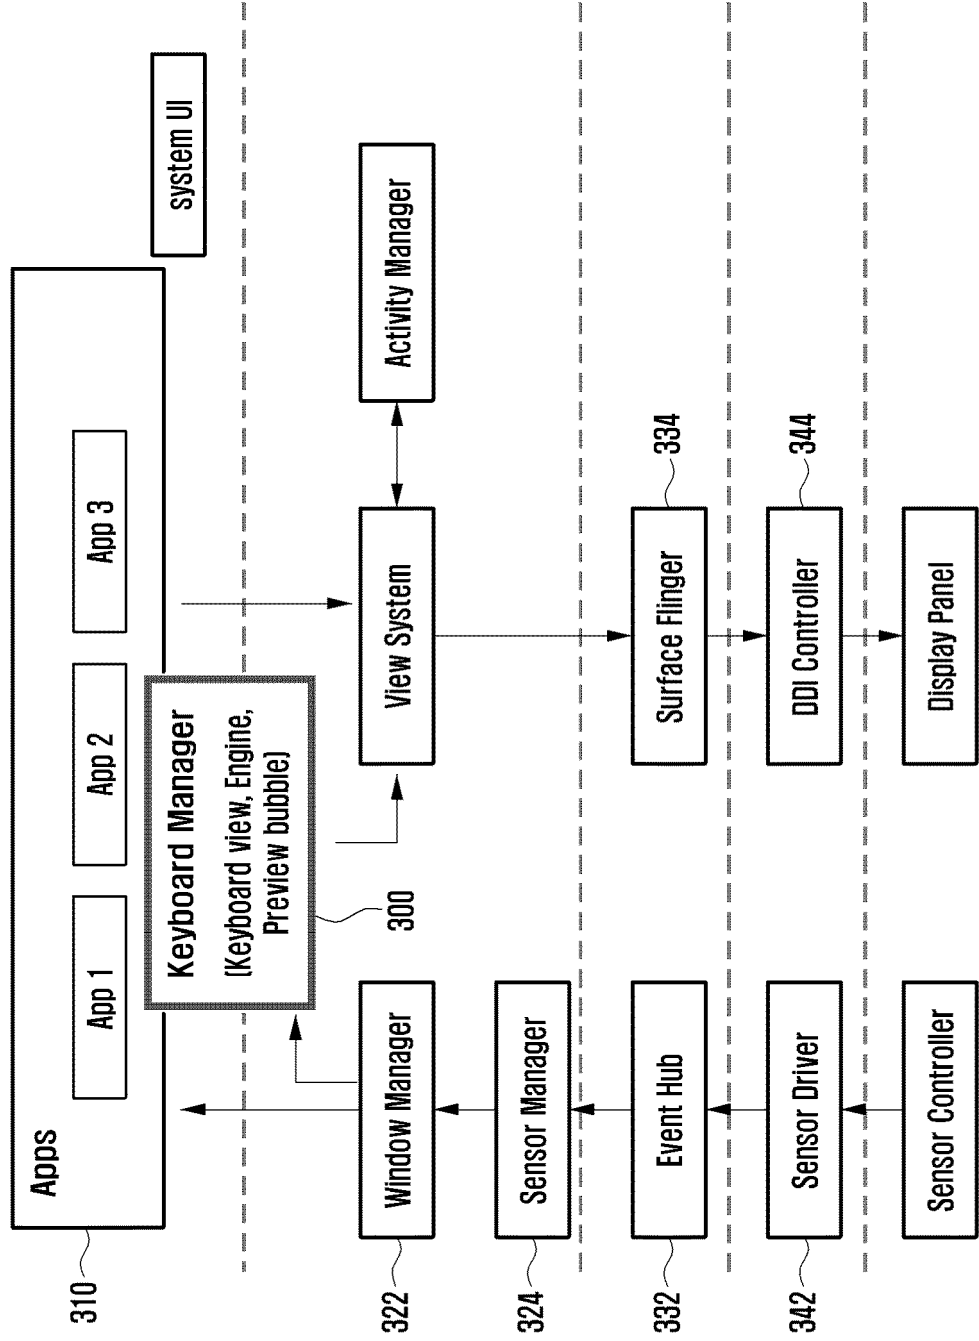 310
Apps
App 1
App 2
App 3
system UI
Keyboard Manager
(Keyboard view, Engine,
Preview bubble)
300
322
Window Manager
View System
Activity Manager
324
Sensor Manager
332
Event Hub
Surface Flinger
334
342
Sensor Driver
DDI Controller
344
Sensor Controller
Display Panel